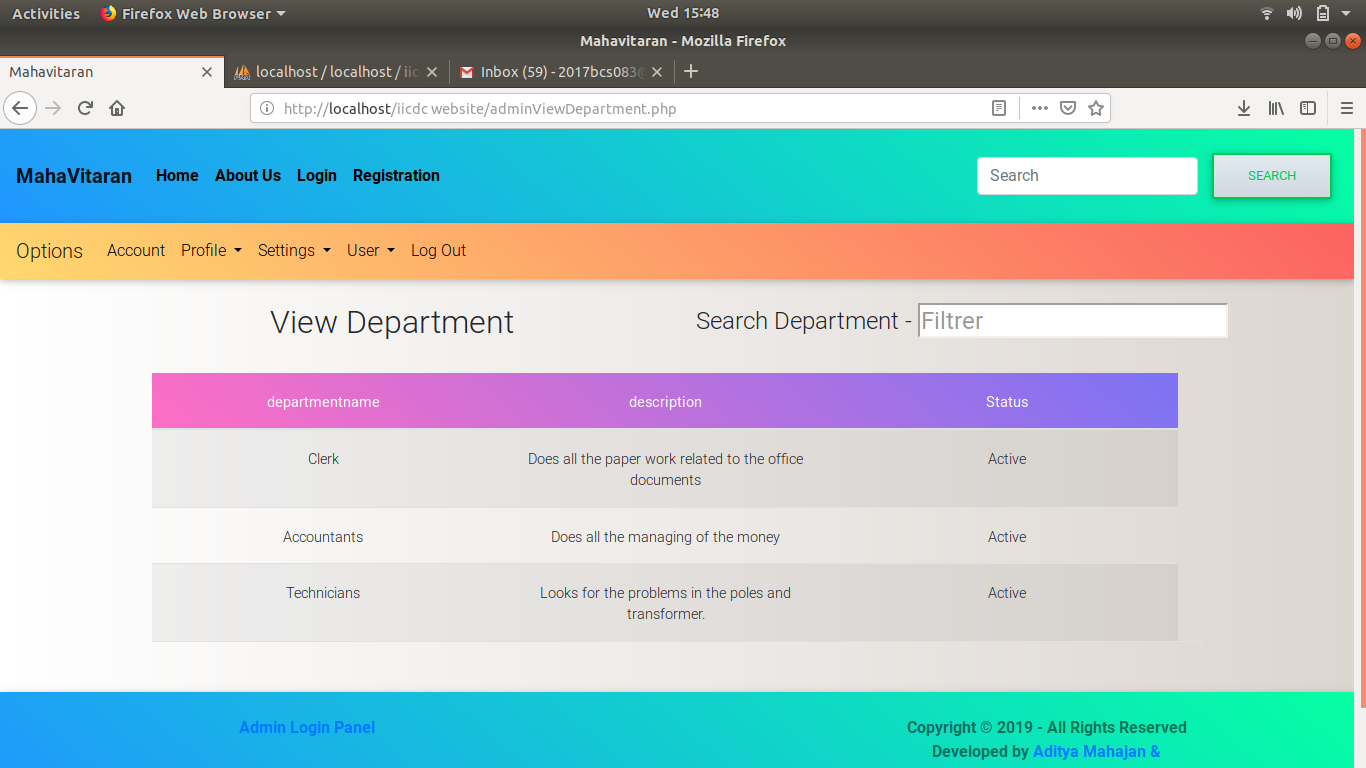 Activities Firefox Web Browser Wed 15:48
Mahavitaran - Mozilla Firefox
Mahavitaran localhost / localhost / iic Inbox (59) - 2017bcs083@
http://localhost/iicdc website/adminViewDepartment.php
MahaVitaran Home About Us Login Registration Search SEARCH
Options Account Profile Settings User Log Out
View Department Search Department - Filtrer
departmentname description Status
Clerk Does all the paper work related to the office documents Active
Accountants Does all the managing of the money Active
Technicians Looks for the problems in the poles and transformer. Active
Admin Login Panel Copyright © 2019 - All Rights Reserved
Developed by Aditya Mahajan &